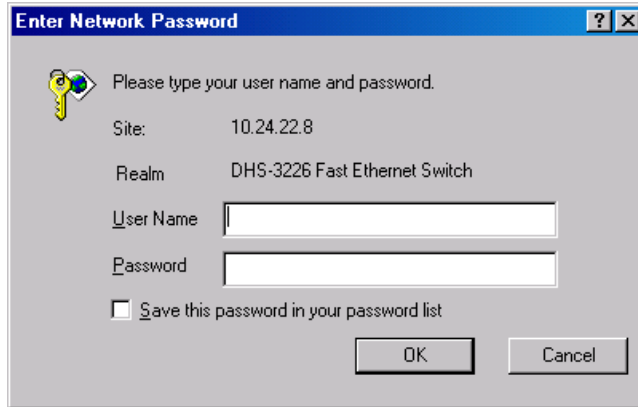 Enter Network Password
Please type your user name and password.
Site: 10.24.22.8
Realm DHS-3226 Fast Ethernet Switch
User Name
Password
Save this password in your password list
OK Cancel